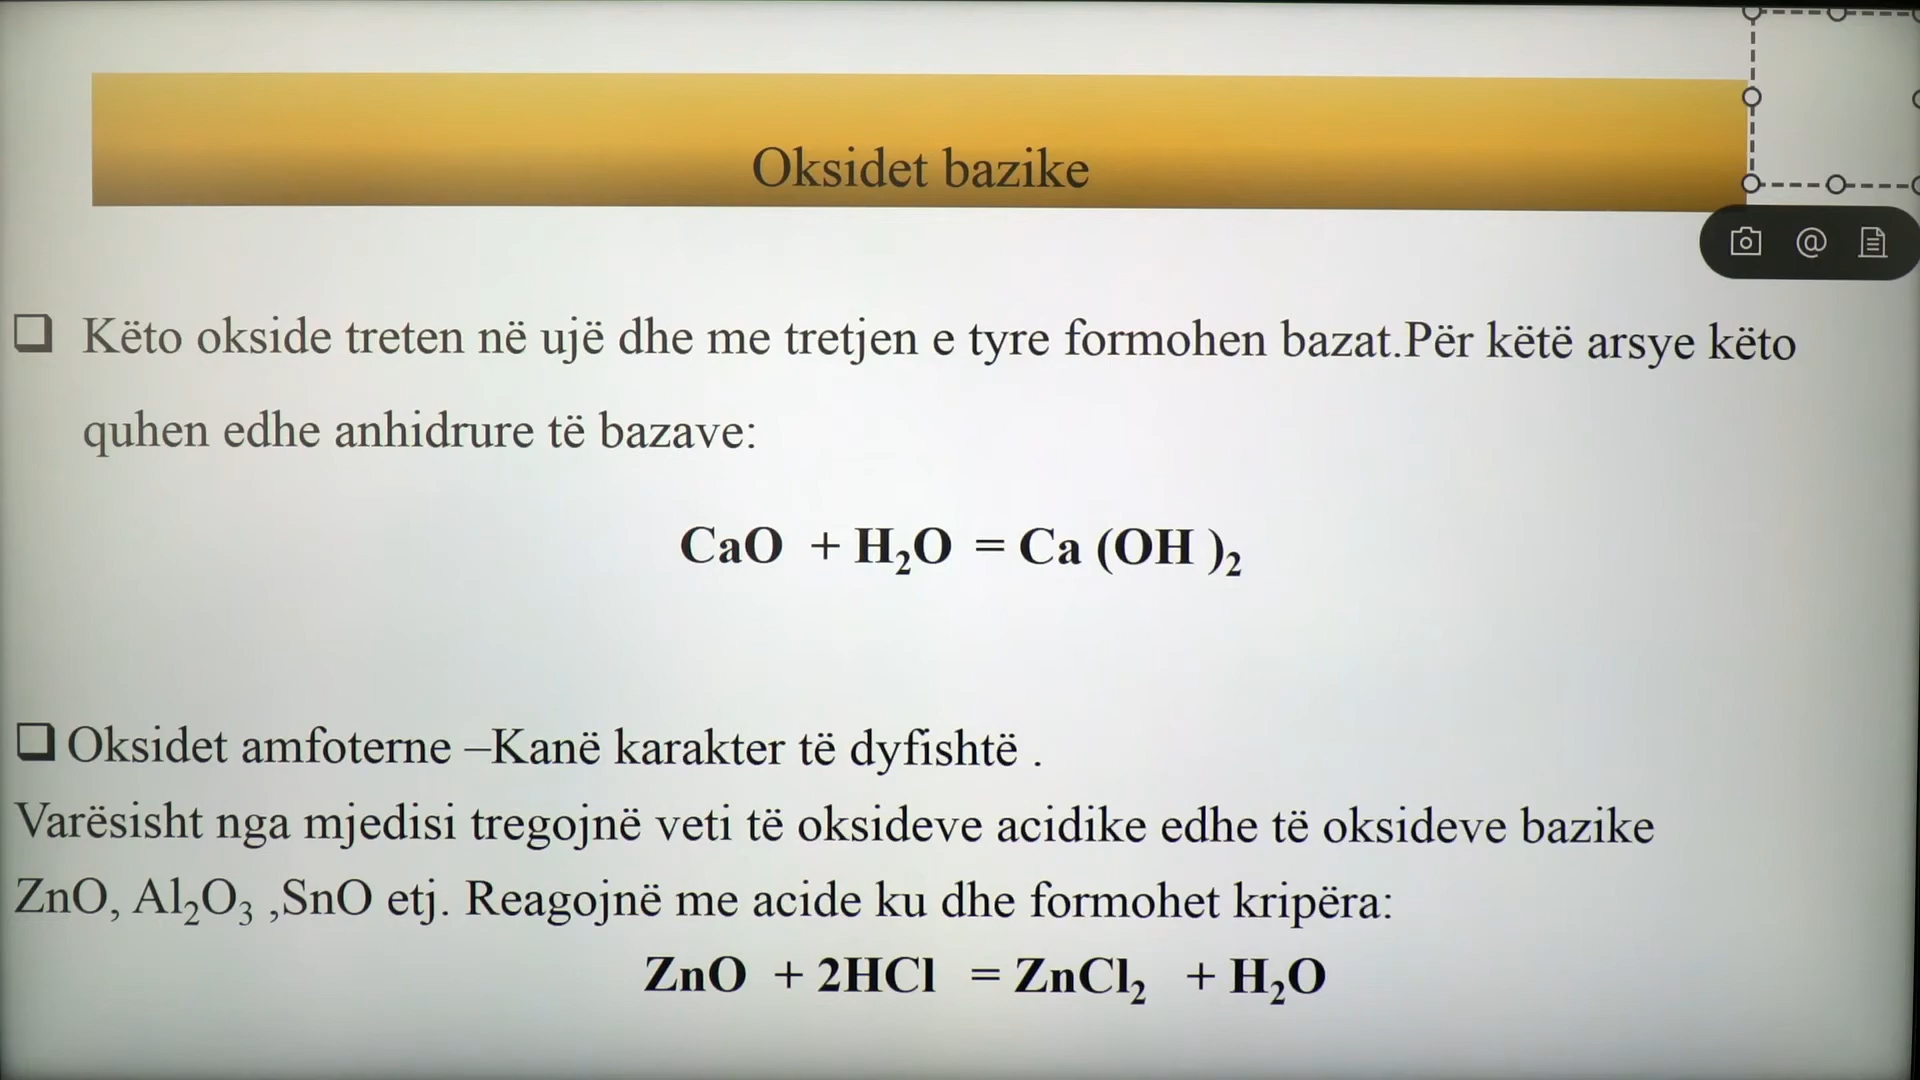 Oksidet bazike
Këto okside treten në ujë dhe me tretjen e tyre formohen bazat.Për këtë arsye këto
quhen edhe anhidrure të bazave:
CaO + H₂O = Ca (OH )₂
Oksidet amfoterne –Kanë karakter të dyfishtë .
Varësisht nga mjedisi tregojnë veti të oksideve acidike edhe të oksideve bazike
ZnO, Al₂O₃ ,SnO etj. Reagojnë me acide ku dhe formohet kripëra:
ZnO + 2HCl = ZnCl₂ + H₂O